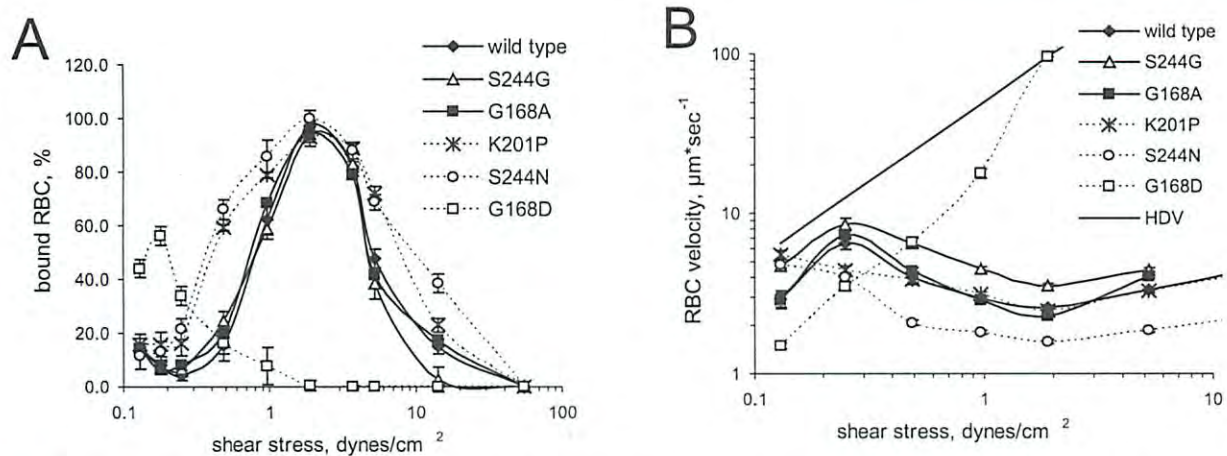 A
wild type
S244G
G168A
K201P
S244N
G168D
120.0
100.0
80.0
60.0
40.0
20.0
0.0
bound RBC, %
0.1
1
10
100
shear stress, dynes/cm 2
B
wild type
S244G
G168A
K201P
S244N
G168D
HDV
100
10
1
RBC velocity, µm*sec-1
0.1
1
10
shear stress, dynes/cm 2